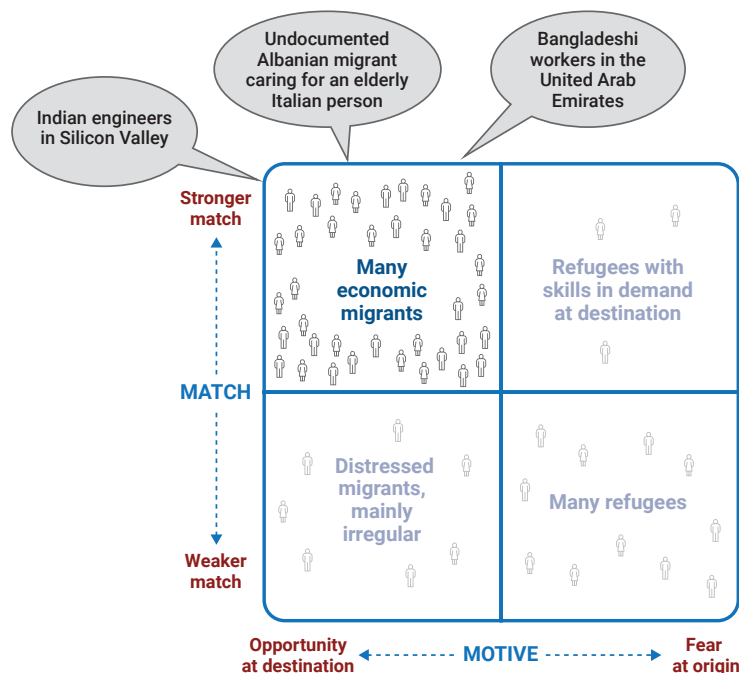 Undocumented
Albanian migrant
caring for an elderly
Italian person
Bangladeshi
workers in the
United Arab
Emirates
Indian engineers
in Silicon Valley
Stronger
match
Many
economic
migrants
Refugees with
skills in demand
at destination
MATCH
Distressed
migrants,
mainly
irregular
Many refugees
Weaker
match
Opportunity
at destination
MOTIVE
Fear
at origin